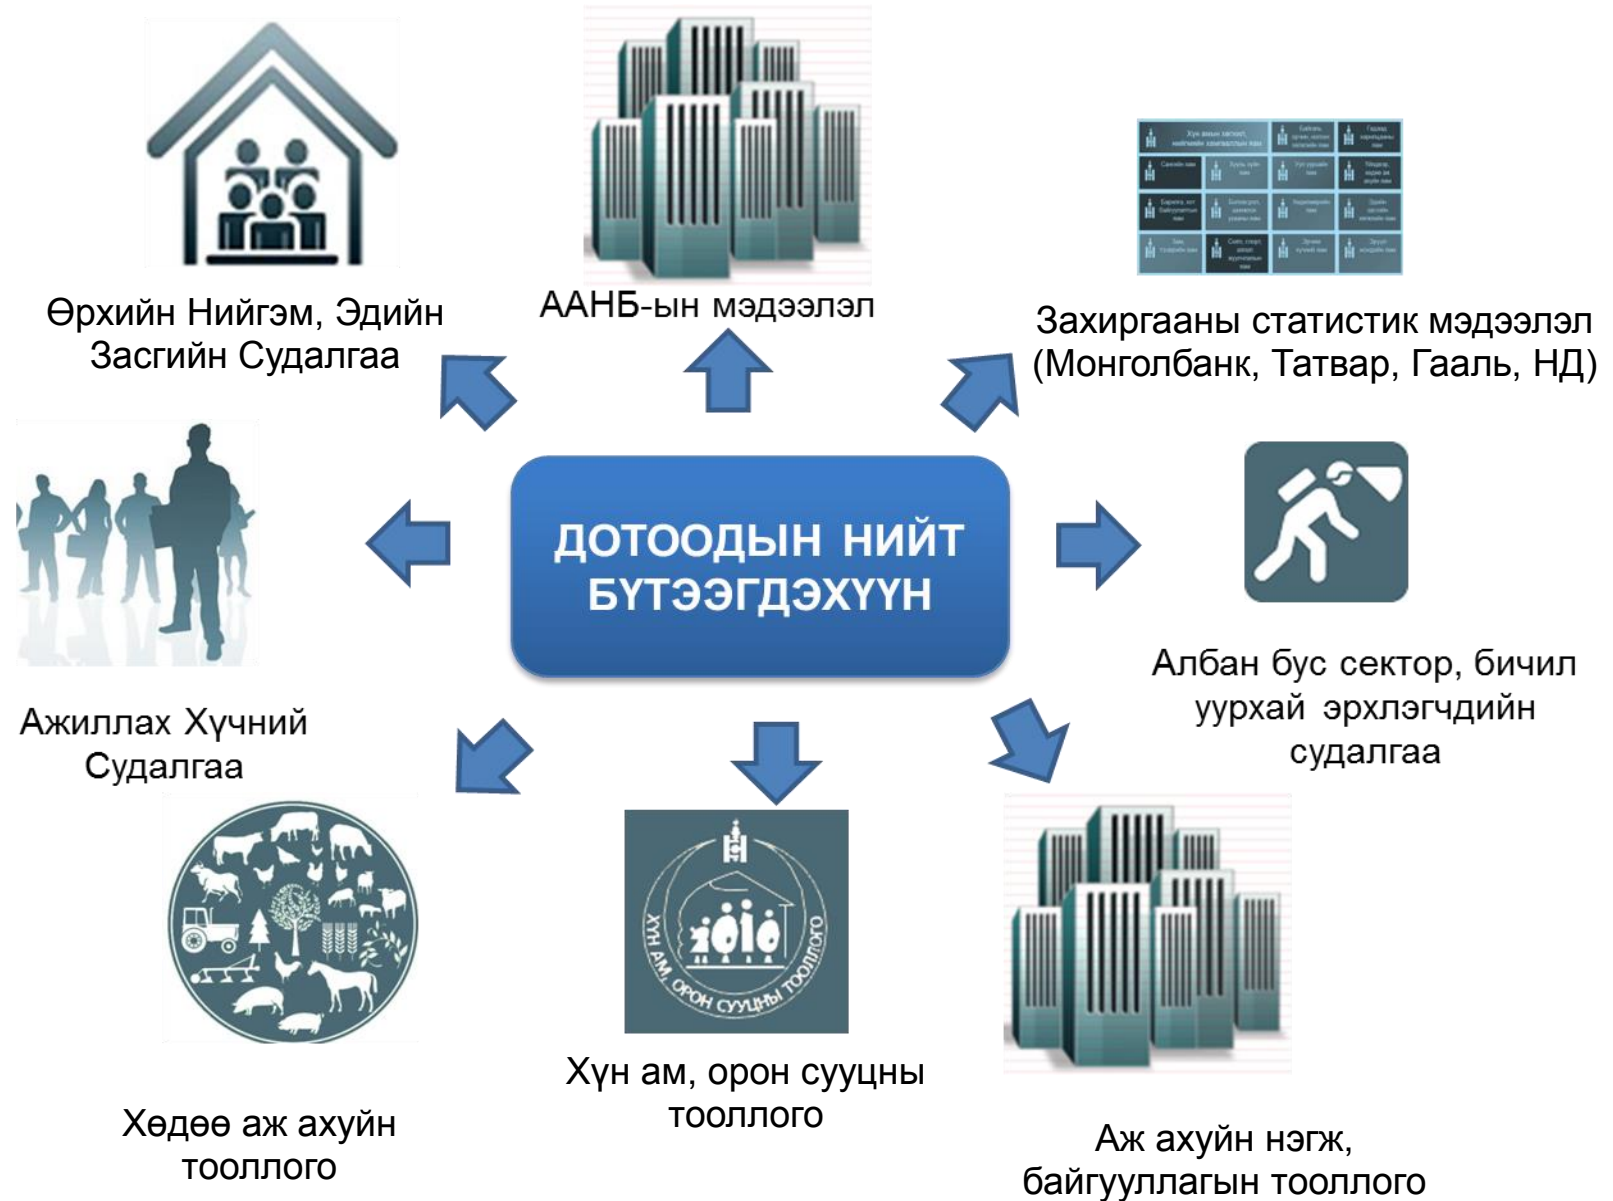 Өрхийн Нийгэм, Эдийн
Засгийн Судалгаа
ААНБ-ын мэдээлэл
Захиргааны статистик мэдээлэл
(Монголбанк, Татвар, Гааль, НД)
ДОТООДЫН НИЙТ
БҮТЭЭГДЭХҮҮН
Албан бус сектор, бичил
уурхай эрхлэгчдийн
судалгаа
Ажиллах Хүчний
Судалгаа
2010
ХҮН АМ, ОРОН СУУЦНЫ ТООЛЛОГО
Хөдөө аж ахуйн
тооллого
Хүн ам, орон сууцны
тооллого
Аж ахуйн нэгж,
байгууллагын тооллого